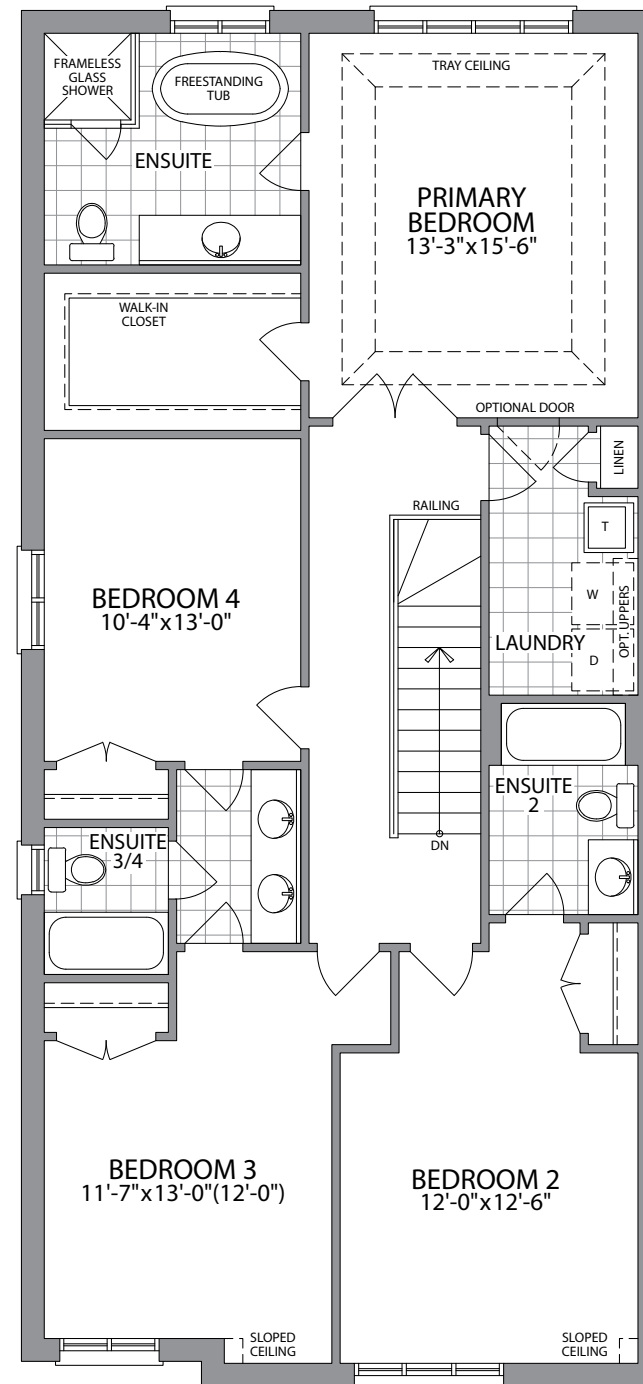 FRAMELESS
GLASS
SHOWER
FREESTANDING
TUB
ENSUITE
TRAY CEILING
PRIMARY
BEDROOM
13'-3"x15'-6"
WALK-IN
CLOSET
OPTIONAL DOOR
LINEN
RAILING
T
W
D
OPT. UPPERS
LAUNDRY
BEDROOM 4
10'-4"x13'-0"
ENSUITE
2
ENSUITE
3/4
DN
BEDROOM 3
11'-7"x13'-0"(12'-0")
BEDROOM 2
12'-0"x12'-6"
SLOPED
CEILING
SLOPED
CEILING